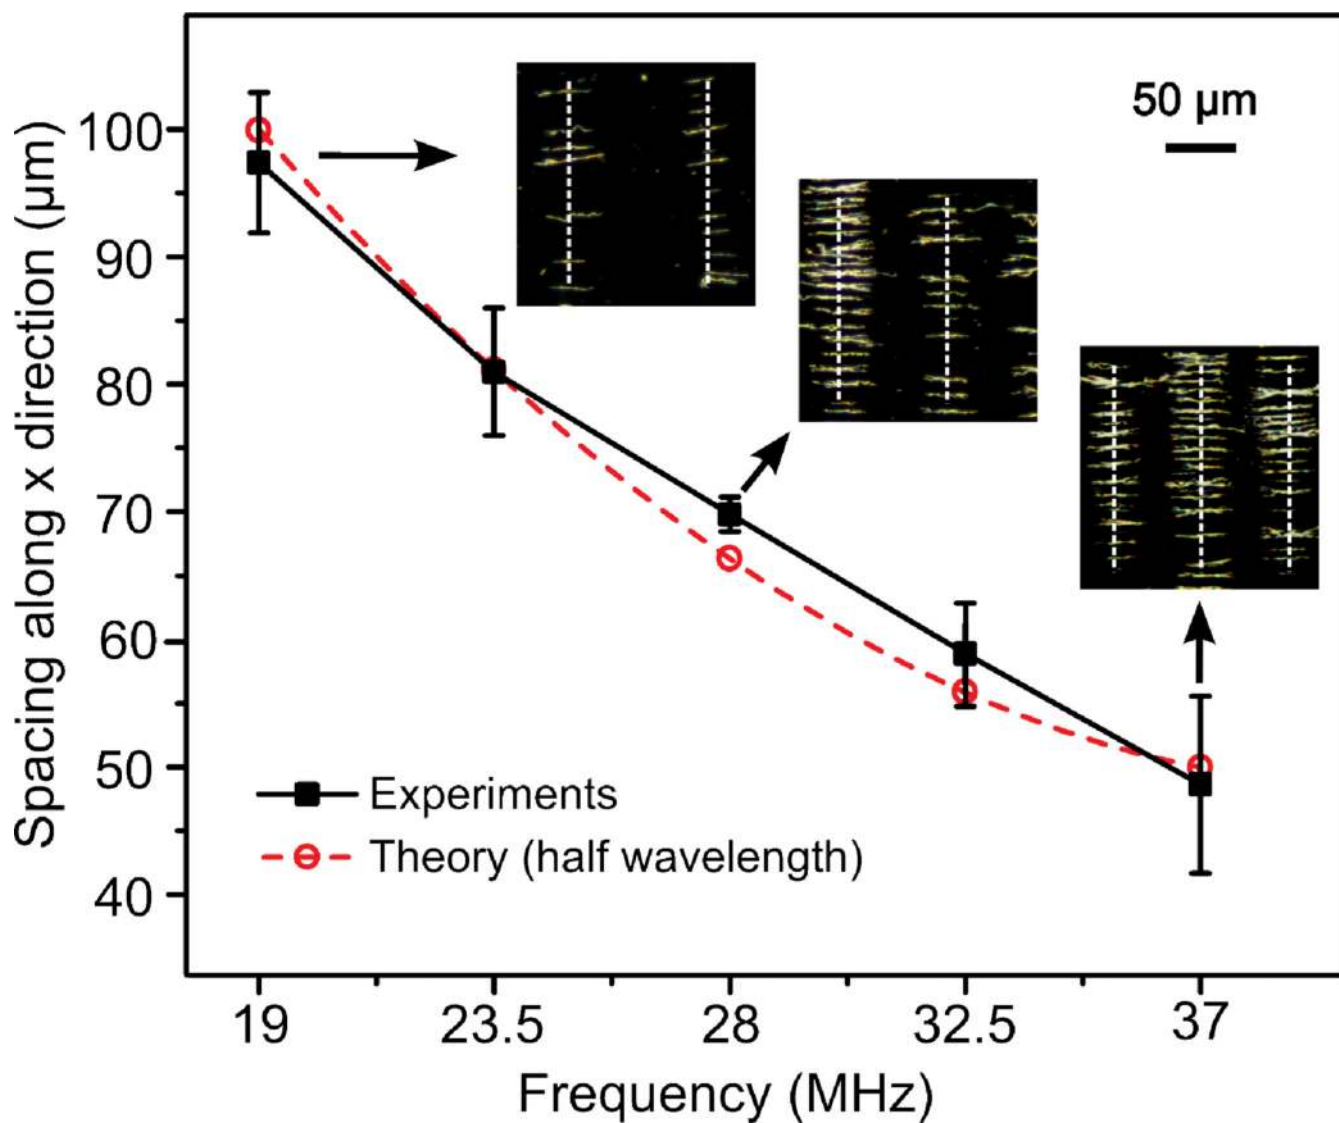 50 µm
100
90
80
70
60
50
40
Spacing along x direction (µm)
Experiments
Theory (half wavelength)
19 23.5 28 32.5 37
Frequency (MHz)